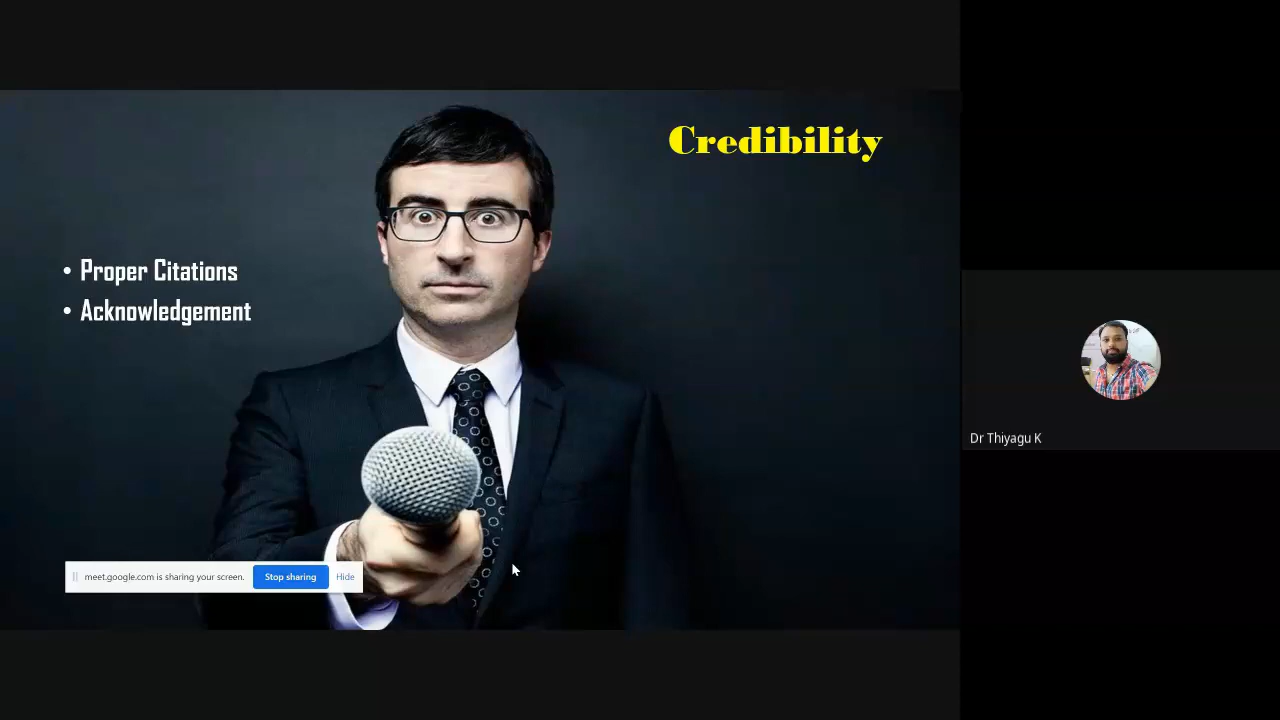 Credibility
• Proper Citations
• Acknowledgement
meet.google.com is sharing your screen. Stop sharing Hide
Dr Thiyagu K